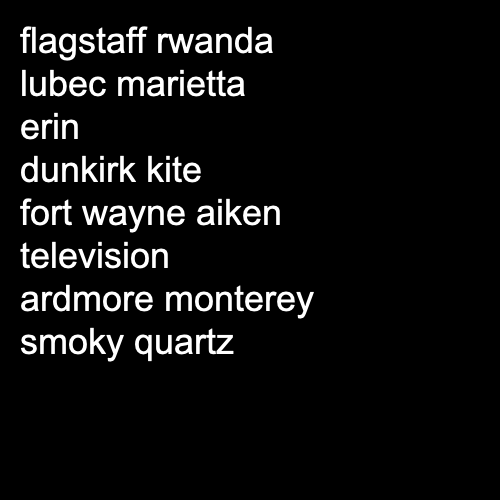 flagstaff rwanda
lubec marietta
erin
dunkirk kite
fort wayne aiken
television
ardmore monterey
smoky quartz